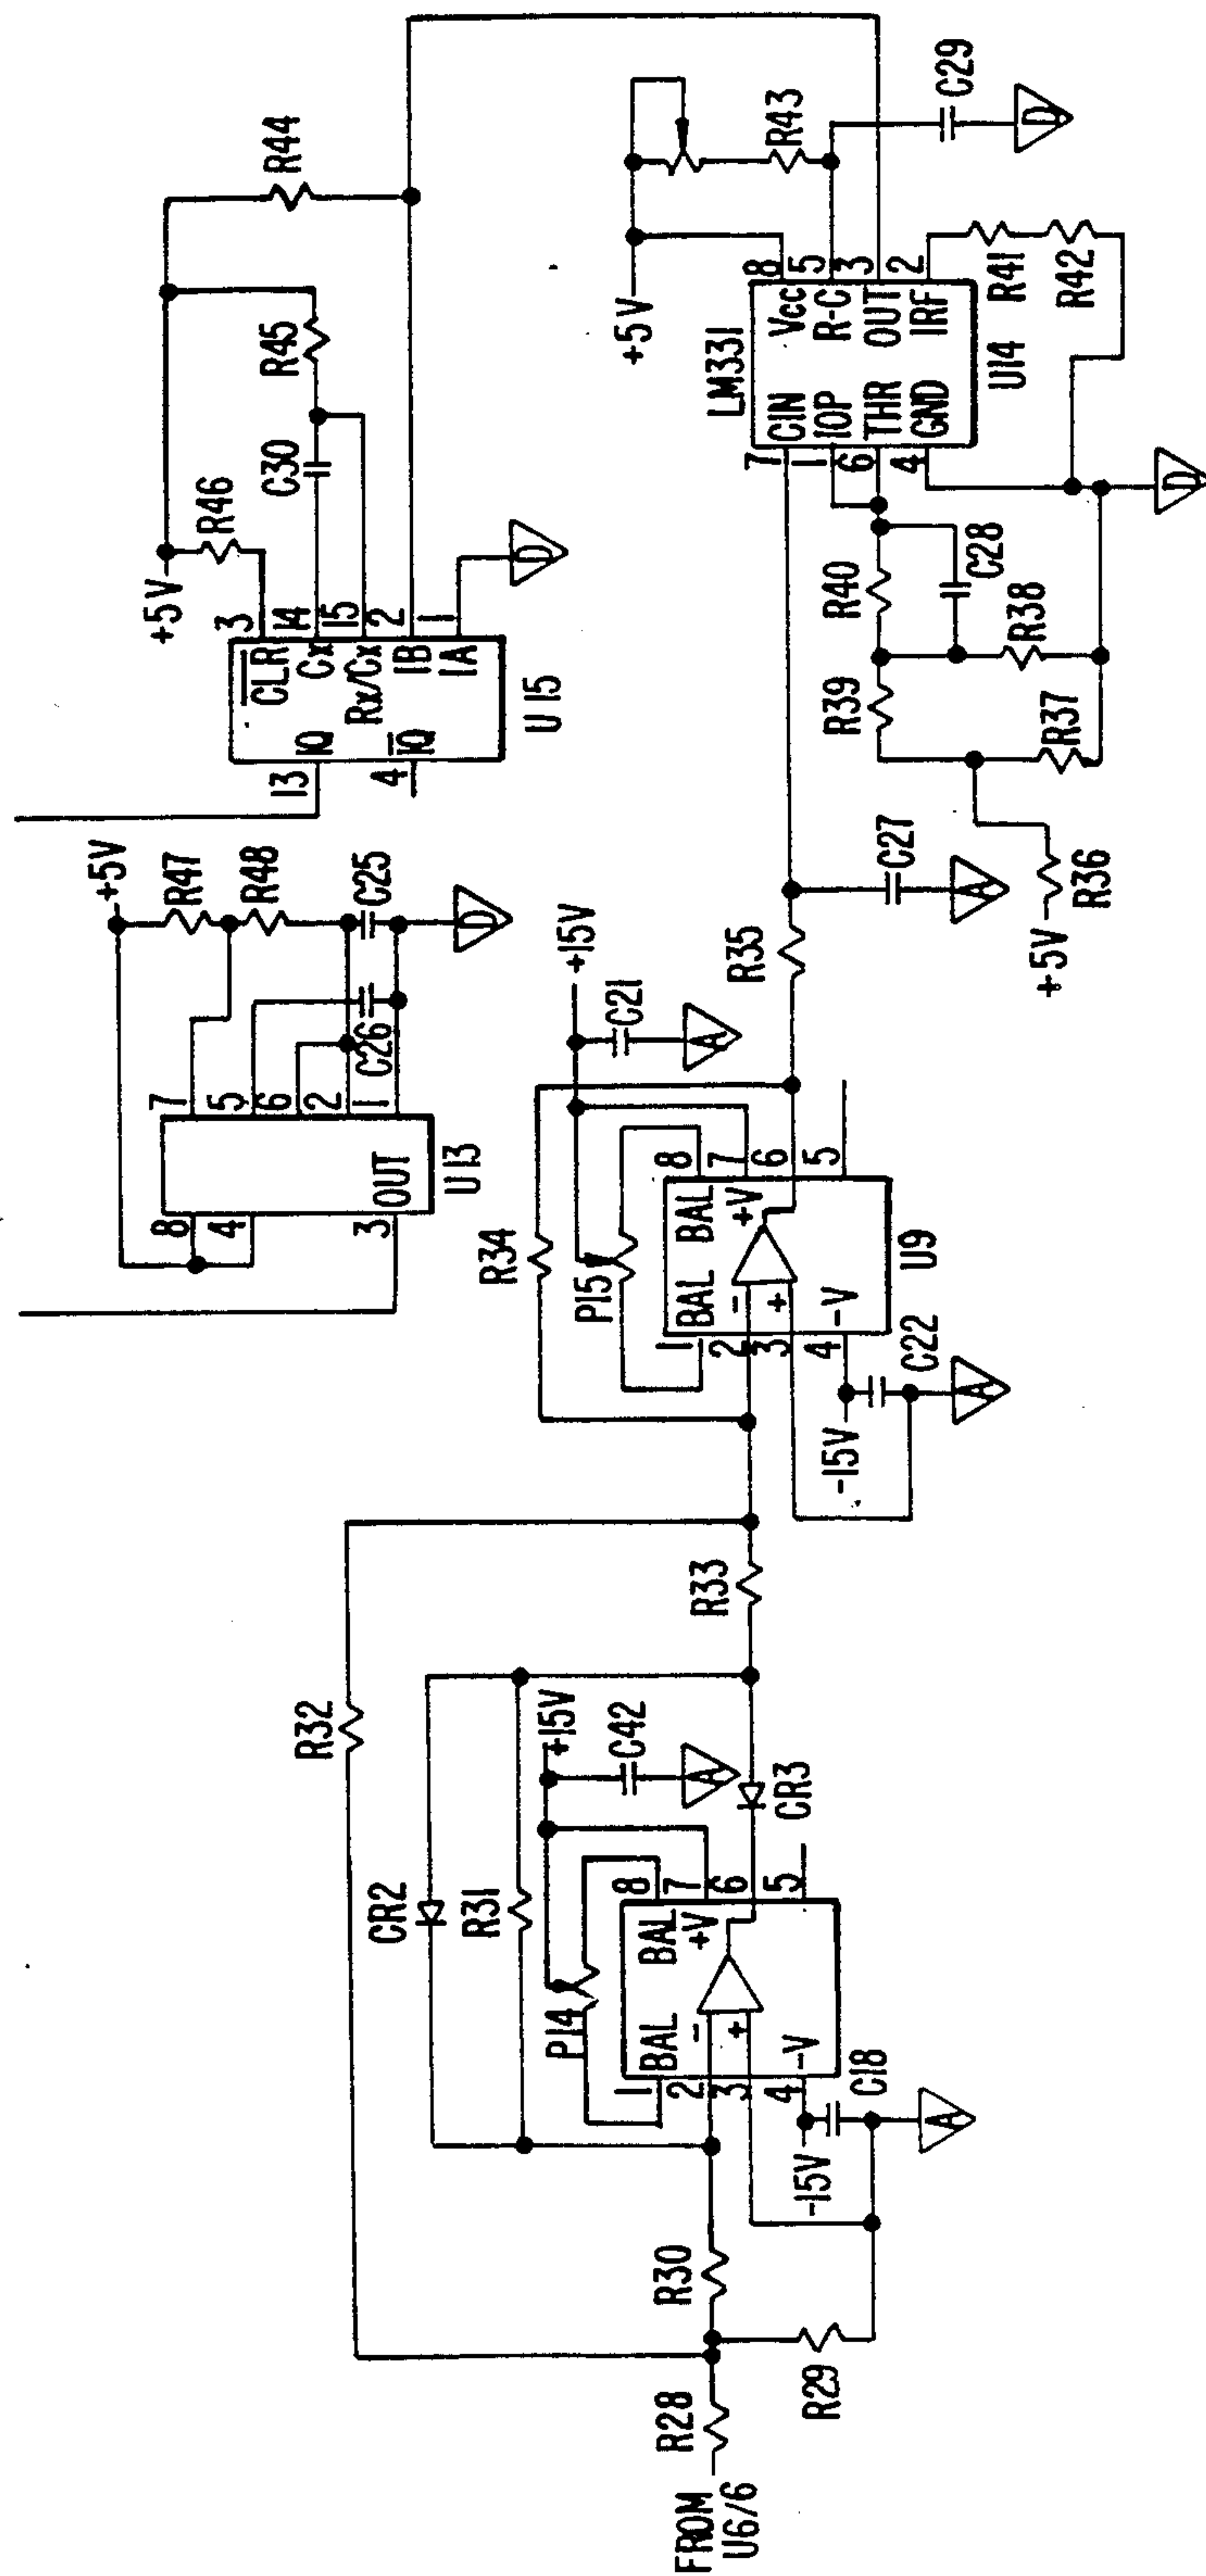 FROM
U6/6
R28
R29
R30
R32
CR2
R31
P14
+15V
C42
A
1
BAL
BAL
8
2
-
+V
7
3
+
6
4
-V
5
-15V
C18
A
CR3
R33
R34
P15
+15V
C21
A
1
BAL
BAL
8
2
-
+V
7
3
+
6
4
-V
5
U9
-15V
C22
A
R35
C27
A
+5V
R36
R37
R38
R39
R40
C28
D
LM331
7
CIN
Vcc
8
1
IOP
R-C
5
6
THR
OUT
3
4
GND
IRF
2
U14
R41
R42
+5V
R43
C29
D
8
4
3
OUT
7
5
6
2
1
U13
+5V
R47
R48
C25
C26
D
13
1Q
4
1Q
CLR
3
Cx
14
Rx/Cx
15
1B
2
1A
1
U15
D
+5V
R46
C30
R45
R44